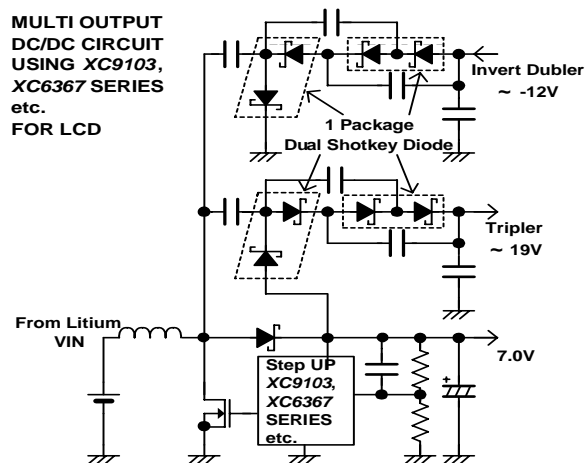 MULTI OUTPUT
DC/DC CIRCUIT
USING XC9103,
XC6367 SERIES
etc.
FOR LCD
Invert Dubler
~ -12V
1 Package
Dual Shotkey Diode
Tripler
~ 19V
From Litium
VIN
7.0V
Step UP
XC9103,
XC6367
SERIES
etc.
+